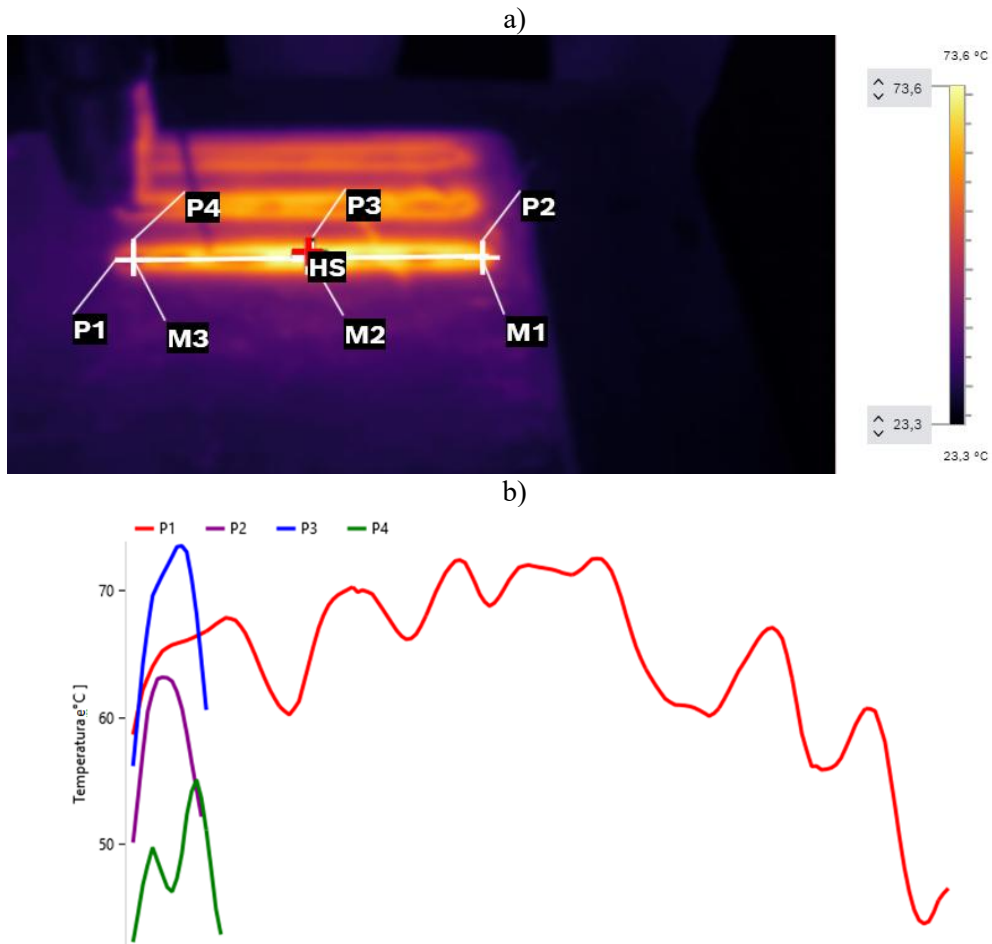 a)
73,6 °C
73,6
P4
P3
P2
HS
P1
M3
M2
M1
23,3
23,3 °C
b)
P1
P2
P3
P4
70
60
50
Temperatura e°C ]